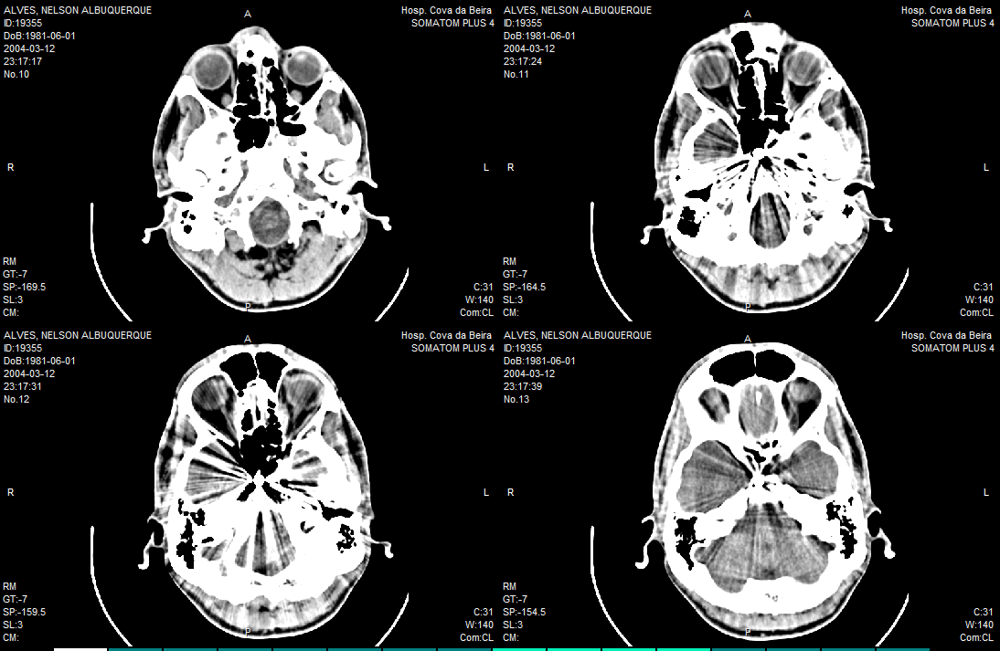 ALVES, NELSON ALBUQUERQUE
ID:19355
DoB:1981-06-01
2004-03-12
23:17:17
No.10
A
Hosp. Cova da Beira
SOMATOM PLUS 4
R
L
RM
GT:-7
SP:-169.5
SL:3
CM:
P
C:31
W:140
Com:CL
ALVES, NELSON ALBUQUERQUE
ID:19355
DoB:1981-06-01
2004-03-12
23:17:24
No.11
A
Hosp. Cova da Beira
SOMATOM PLUS 4
R
L
RM
GT:-7
SP:-164.5
SL:3
CM:
P
C:31
W:140
Com:CL
ALVES, NELSON ALBUQUERQUE
ID:19355
DoB:1981-06-01
2004-03-12
23:17:31
No.12
A
Hosp. Cova da Beira
SOMATOM PLUS 4
R
L
RM
GT:-7
SP:-159.5
SL:3
CM:
P
C:31
W:140
Com:CL
ALVES, NELSON ALBUQUERQUE
ID:19355
DoB:1981-06-01
2004-03-12
23:17:39
No.13
A
Hosp. Cova da Beira
SOMATOM PLUS 4
R
L
RM
GT:-7
SP:-154.5
SL:3
CM:
P
C:31
W:140
Com:CL